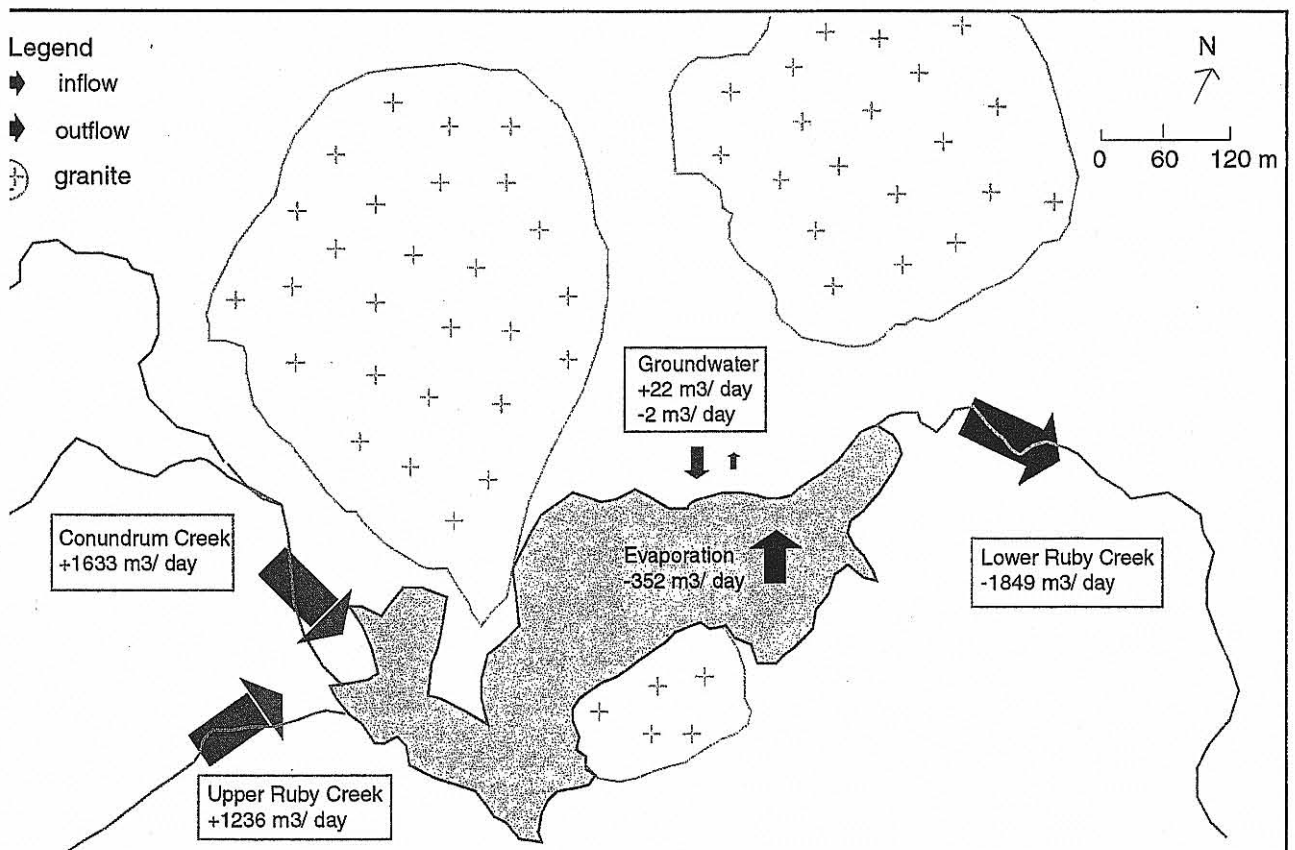 Legend
inflow
outflow
granite
N
0 60 120 m
Groundwater
+22 m3/ day
-2 m3/ day
Conundrum Creek
+1633 m3/ day
Evaporation
-352 m3/ day
Lower Ruby Creek
-1849 m3/ day
Upper Ruby Creek
+1236 m3/ day